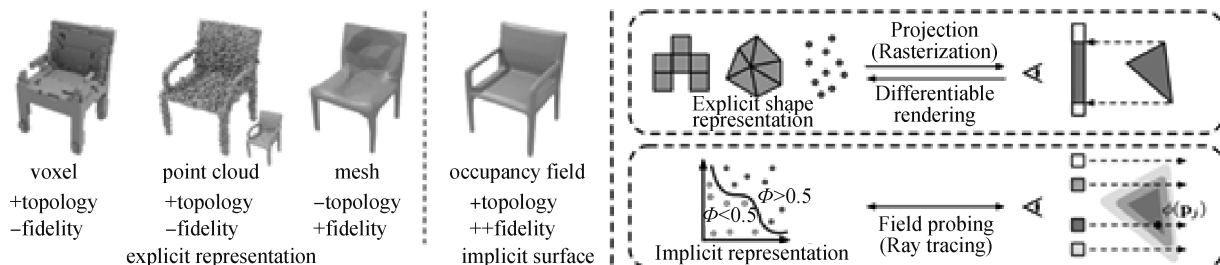 voxel
+topology
−fidelity
point cloud
+topology
−fidelity
mesh
−topology
+fidelity
explicit representation
occupancy field
+topology
++fidelity
implicit surface
Explicit shape
representation
Projection
(Rasterization)
Differentiable
rendering
Φ>0.5
Φ<0.5
Implicit representation
Field probing
(Ray tracing)
ϕ(p_j)